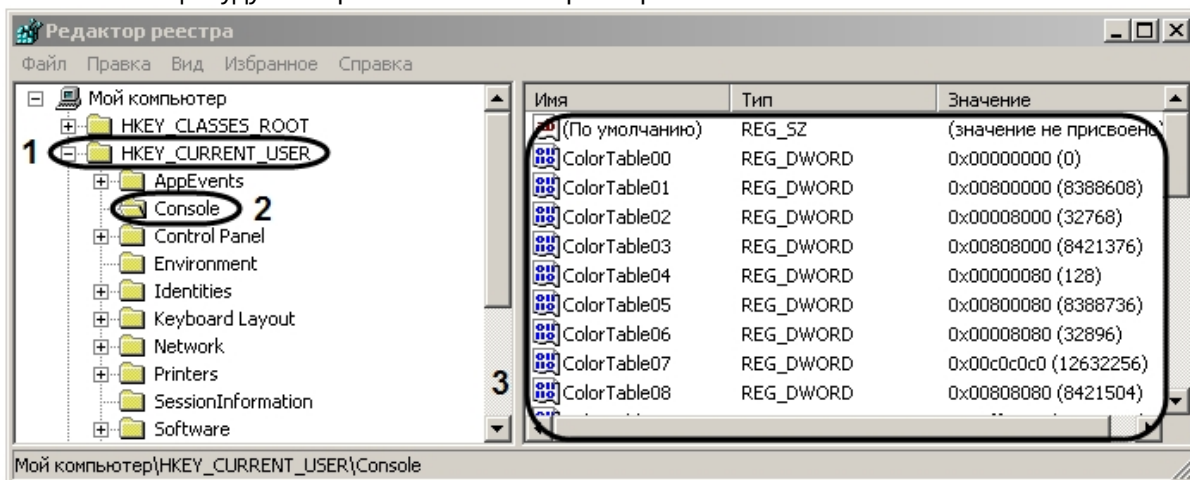 Редактор реестра
Файл Правка Вид Избранное Справка
Мой компьютер
HKEY_CLASSES_ROOT
1 HKEY_CURRENT_USER
AppEvents
Console 2
Control Panel
Environment
Identities
Keyboard Layout
Network
Printers
SessionInformation
Software
3
Имя Тип Значение
(По умолчанию) REG_SZ (значение не присвоено)
ColorTable00 REG_DWORD 0x00000000 (0)
ColorTable01 REG_DWORD 0x00800000 (8388608)
ColorTable02 REG_DWORD 0x00008000 (32768)
ColorTable03 REG_DWORD 0x00808000 (8421376)
ColorTable04 REG_DWORD 0x00000080 (128)
ColorTable05 REG_DWORD 0x00800080 (8388736)
ColorTable06 REG_DWORD 0x00008080 (32896)
ColorTable07 REG_DWORD 0x00c0c0c0 (12632256)
ColorTable08 REG_DWORD 0x00808080 (8421504)
Мой компьютер\HKEY_CURRENT_USER\Console